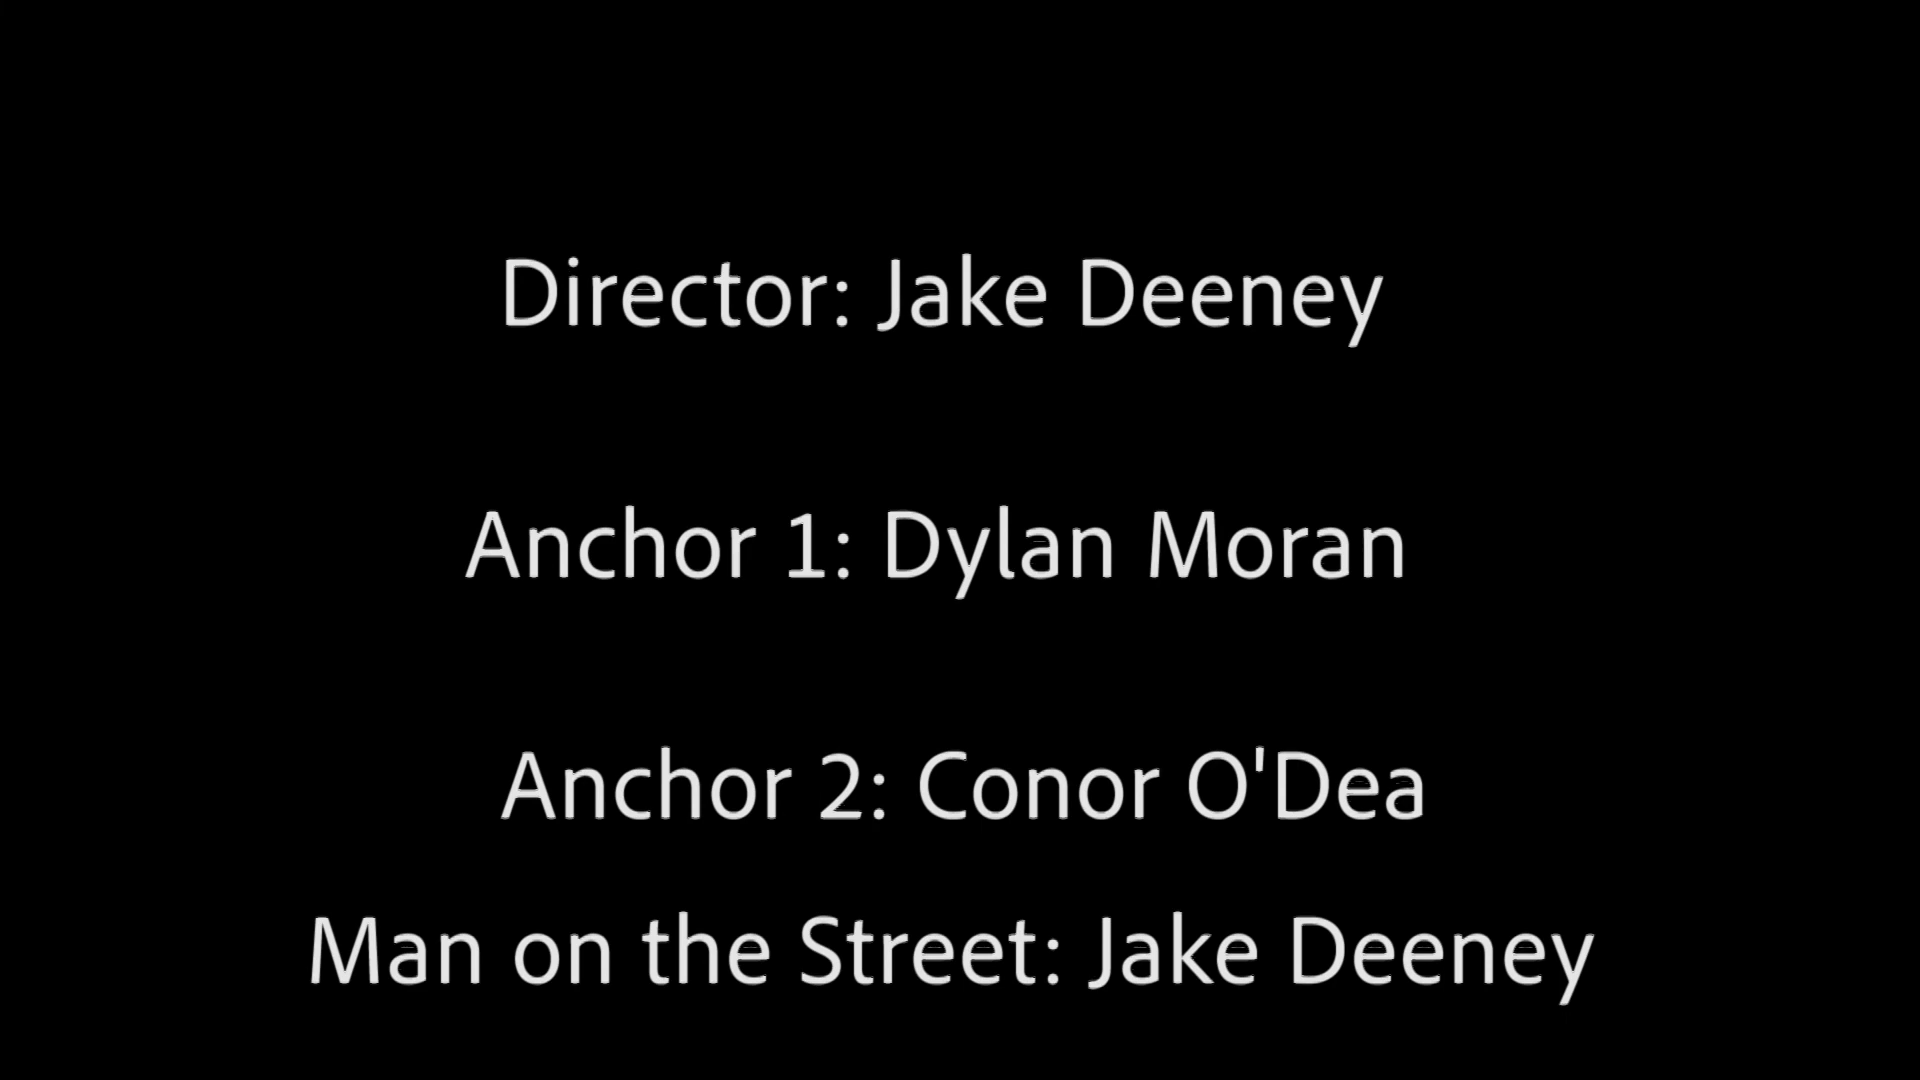 Director: Jake Deeney
Anchor 1: Dylan Moran
Anchor 2: Conor O'Dea
Man on the Street: Jake Deeney